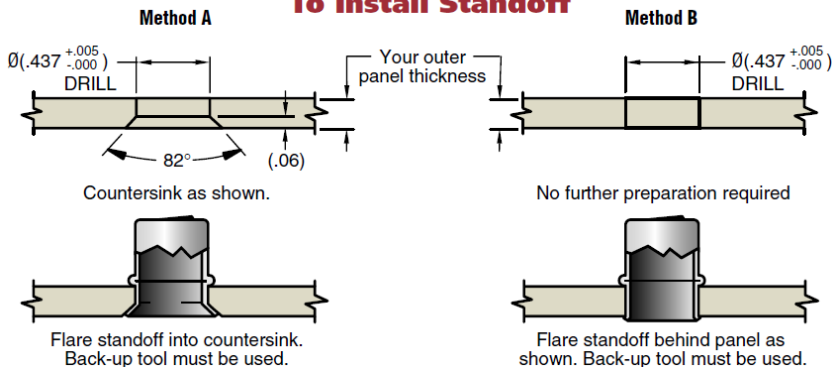 To Install Standoff
Method A
Ø(.437 +.005 -.000 )
DRILL
82°
(.06)
Countersink as shown.
Flare standoff into countersink.
Back-up tool must be used.
Your outer
panel thickness
Method B
Ø(.437 +.005 -.000 )
DRILL
No further preparation required
Flare standoff behind panel as
shown. Back-up tool must be used.